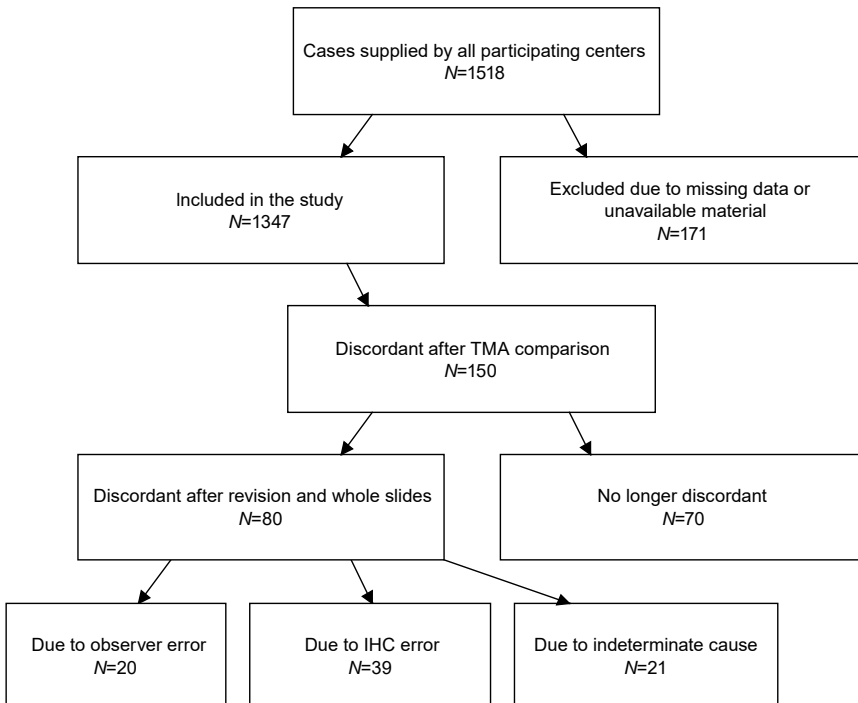 Cases supplied by all participating centers
N=1518
Included in the study
N=1347
Excluded due to missing data or
unavailable material
N=171
Discordant after TMA comparison
N=150
Discordant after revision and whole slides
N=80
No longer discordant
N=70
Due to observer error
N=20
Due to IHC error
N=39
Due to indeterminate cause
N=21